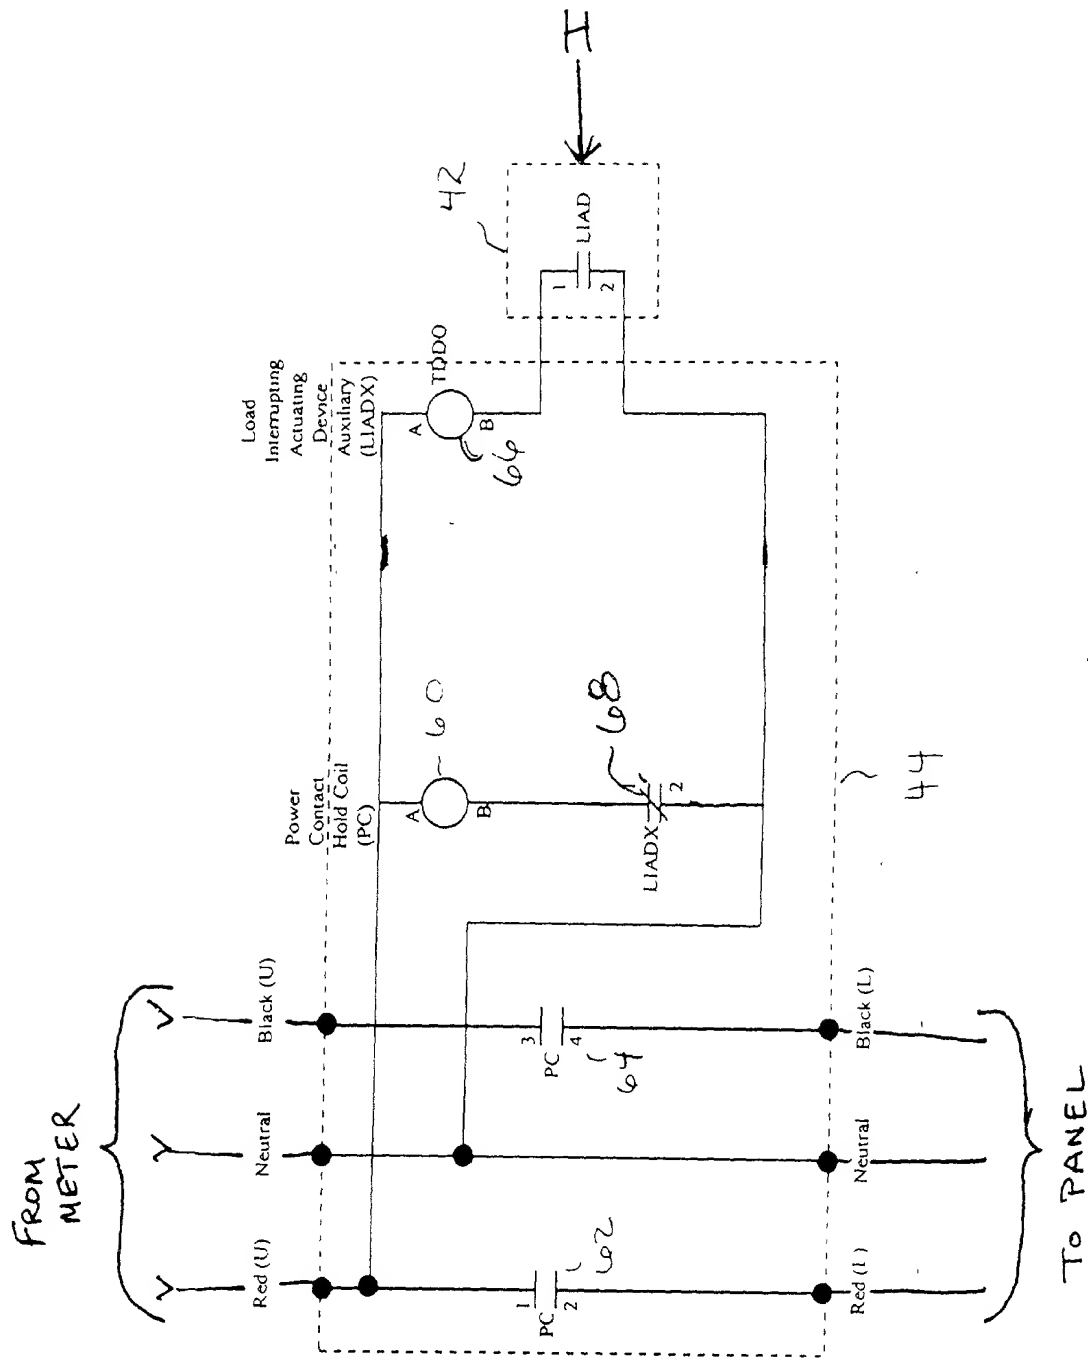 FROM
METER
Red (U)
Neutral
Black (U)
Power
Contact
Hold Coil
(PC)
Load
Interrupting
Actuating
Device
Auxiliary
(LIADX)
A
60
B
A
TDDO
B
66
42
1
LIAD
2
I
1
PC
2
62
3
PC
4
64
LIADX
1
2
68
44
Red (L)
Neutral
Black (L)
TO PANEL